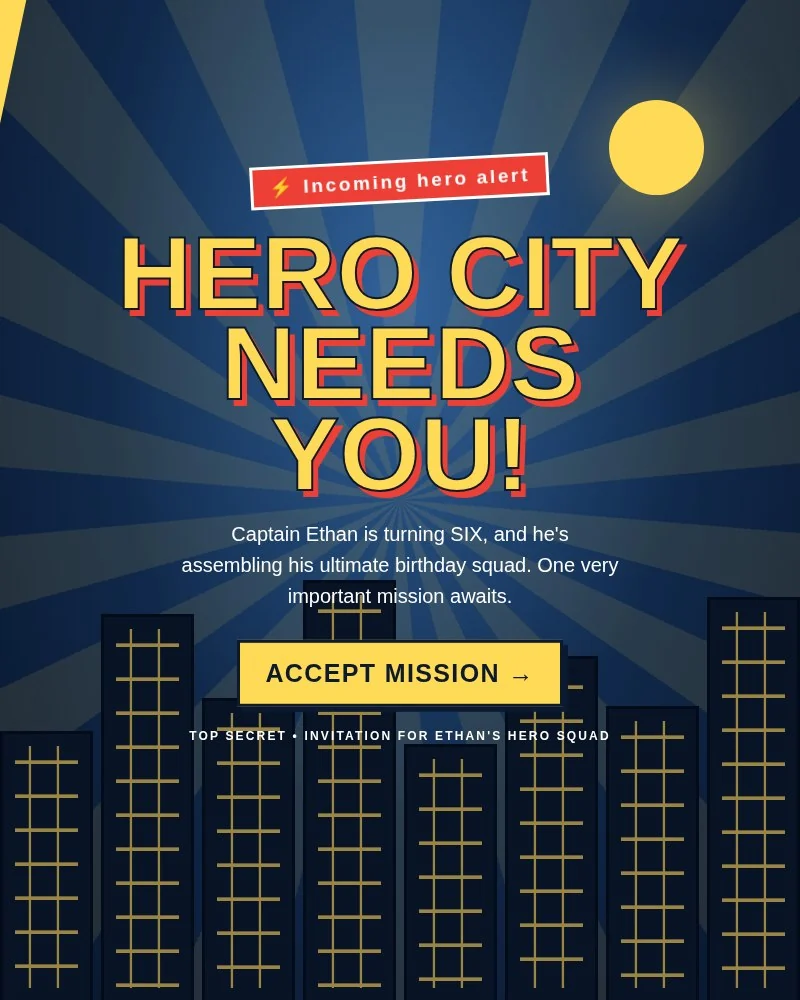 ⚡ Incoming hero alert
HERO CITY
NEEDS
YOU!
Captain Ethan is turning SIX, and he's
assembling his ultimate birthday squad. One very
important mission awaits.
ACCEPT MISSION →
TOP SECRET • INVITATION FOR ETHAN'S HERO SQUAD